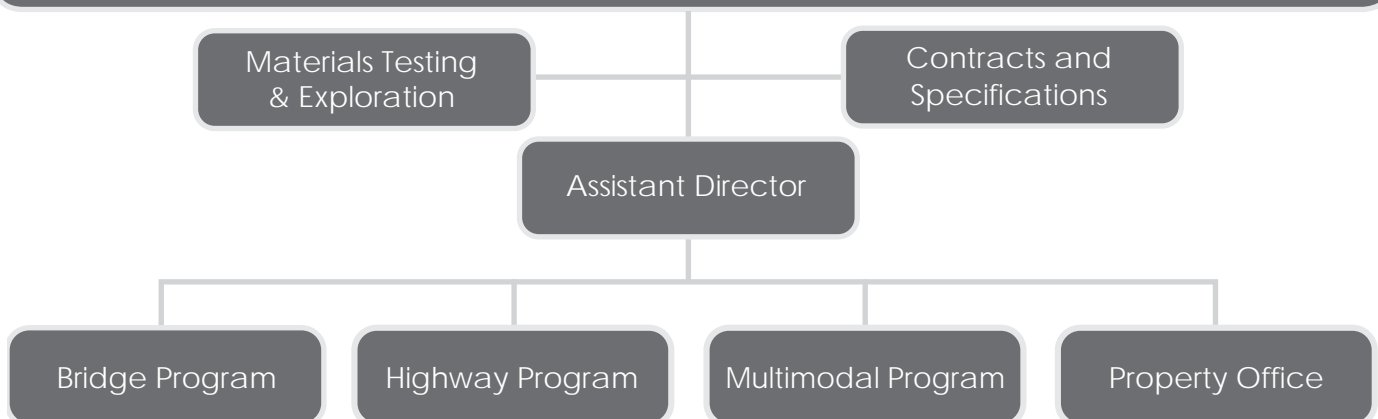 Materials Testing
& Exploration
Contracts and
Specifications
Assistant Director
Bridge Program
Highway Program
Multimodal Program
Property Office